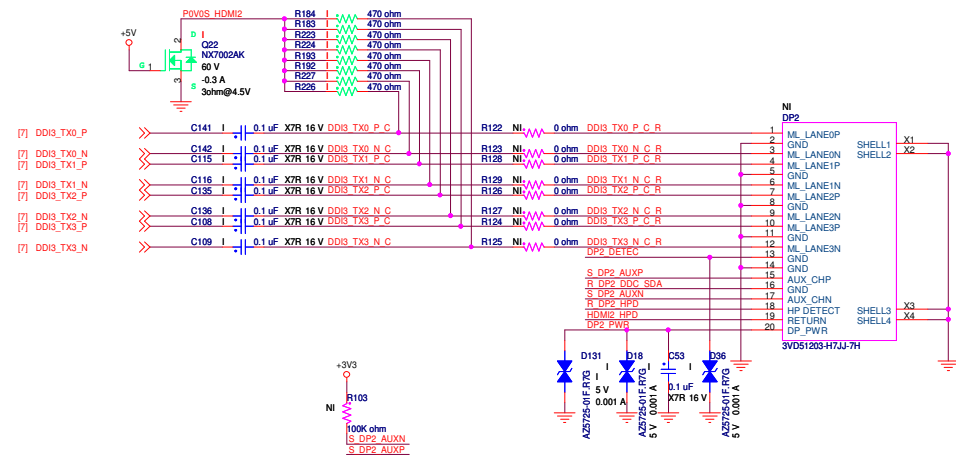 P0V0S_HDMI2
R184 I 470 ohm
R183 I 470 ohm
R223 I 470 ohm
R224 I 470 ohm
R193 I 470 ohm
R192 I 470 ohm
R227 I 470 ohm
R226 I 470 ohm
+5V
2
D
I
Q22
NX7002AK
60 V
-0.3 A
3ohm@4.5V
G 1
3
S
NI
DP2
[7] DDI3_TX0_P C141 I 0.1 uF X7R 16 V DDI3_TX0_P_C R122 NI 0 ohm DDI3_TX0_P_C_R 1 ML_LANE0P
2 GND
[7] DDI3_TX0_N C142 I 0.1 uF X7R 16 V DDI3_TX0_N_C R123 NI 0 ohm DDI3_TX0_N_C_R 3 ML_LANE0N
[7] DDI3_TX1_P C115 I 0.1 uF X7R 16 V DDI3_TX1_P_C R128 NI 0 ohm DDI3_TX1_P_C_R 4 ML_LANE1P
5 GND
[7] DDI3_TX1_N C116 I 0.1 uF X7R 16 V DDI3_TX1_N_C R129 NI 0 ohm DDI3_TX1_N_C_R 6 ML_LANE1N
[7] DDI3_TX2_P C135 I 0.1 uF X7R 16 V DDI3_TX2_P_C R126 NI 0 ohm DDI3_TX2_P_C_R 7 ML_LANE2P
8 GND
[7] DDI3_TX2_N C136 I 0.1 uF X7R 16 V DDI3_TX2_N_C R127 NI 0 ohm DDI3_TX2_N_C_R 9 ML_LANE2N
[7] DDI3_TX3_P C108 I 0.1 uF X7R 16 V DDI3_TX3_P_C R124 NI 0 ohm DDI3_TX3_P_C_R 10 ML_LANE3P
11 GND
[7] DDI3_TX3_N C109 I 0.1 uF X7R 16 V DDI3_TX3_N_C R125 NI 0 ohm DDI3_TX3_N_C_R 12 ML_LANE3N
DP2_DETEC 13 GND
14 GND
S_DP2_AUXP 15 AUX_CHP
R_DP2_DDC_SDA 16 GND
S_DP2_AUXN 17 AUX_CHN
R_DP2_HPD 18 HP DETECT
HDMI2_HPD 19 RETURN
DP2_PWR 20 DP_PWR
SHELL1 X1
SHELL2 X2
SHELL3 X3
SHELL4 X4
3VD51203-H7JJ-7H
D131
I
5 V
0.001 A
AZ5725-01F.R7G
D18
I
5 V 0.001 A
AZ5725-01F.R7G
C53
I
0.1 uF
X7R 16 V
D36
I
5 V 0.001 A
AZ5725-01F.R7G
+3V3
R103
NI
100K ohm
S_DP2_AUXN
S_DP2_AUXP